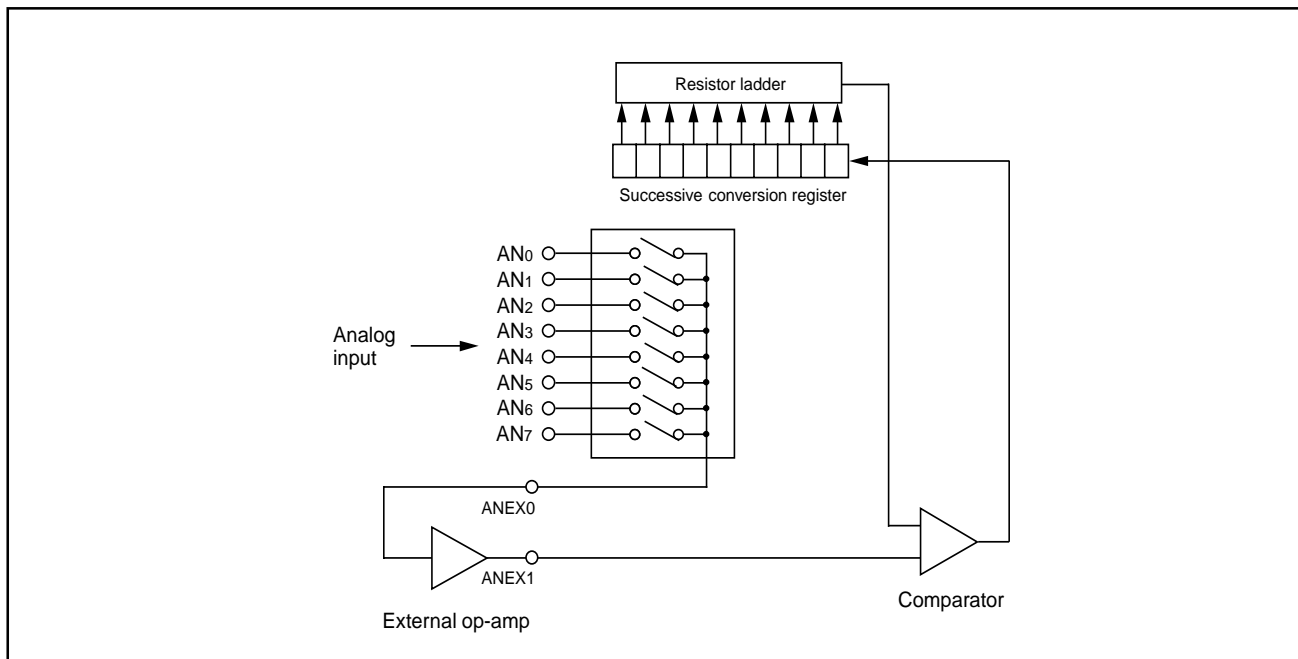 Resistor ladder
Successive conversion register
AN0
AN1
AN2
AN3
AN4
AN5
AN6
AN7
Analog
input
ANEX0
ANEX1
External op-amp
Comparator